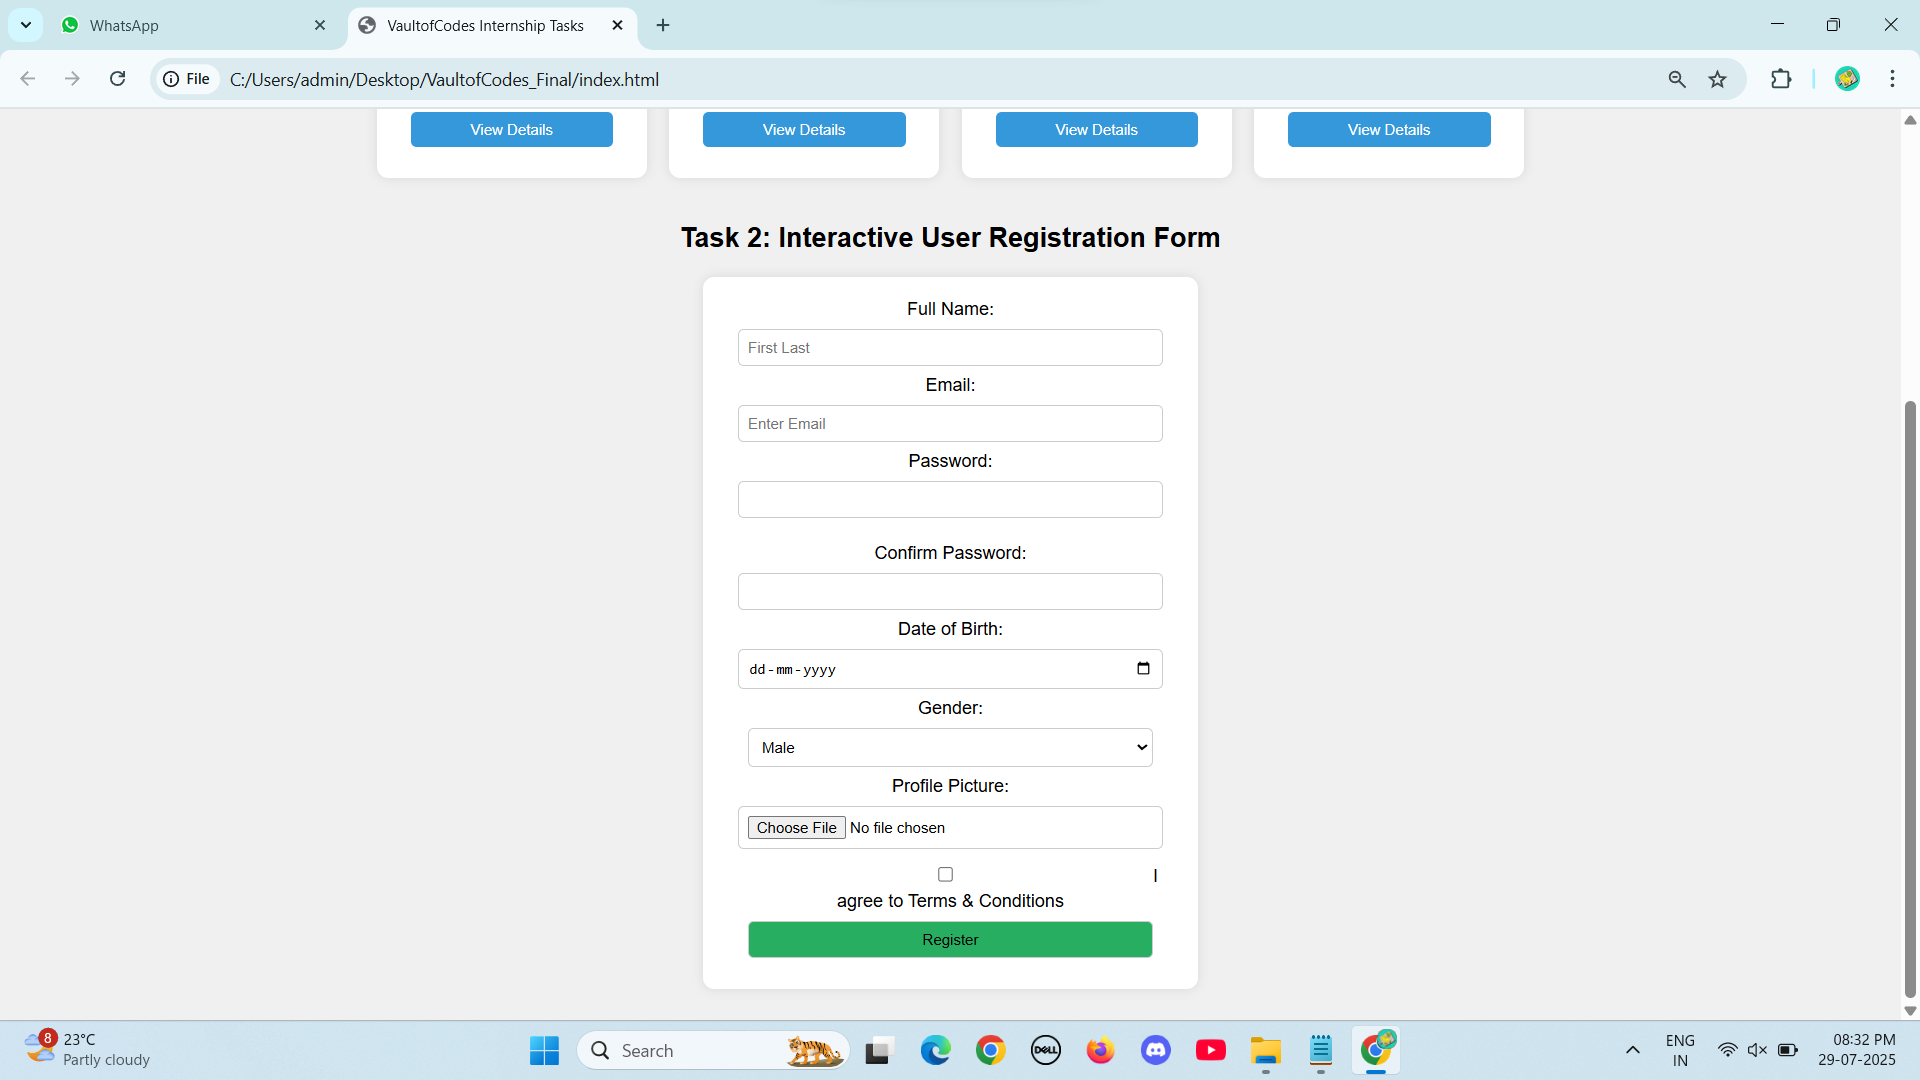 WhatsApp
VaultofCodes Internship Tasks
File
C:/Users/admin/Desktop/VaultofCodes_Final/index.html
View Details
View Details
View Details
View Details
Task 2: Interactive User Registration Form
Full Name:
First Last
Email:
Enter Email
Password:
Confirm Password:
Date of Birth:
dd-mm-yyyy
Gender:
Male
Profile Picture:
Choose File No file chosen
I
agree to Terms & Conditions
Register
8
23°C
Partly cloudy
Search
DELL
ENG
IN
08:32 PM
29-07-2025